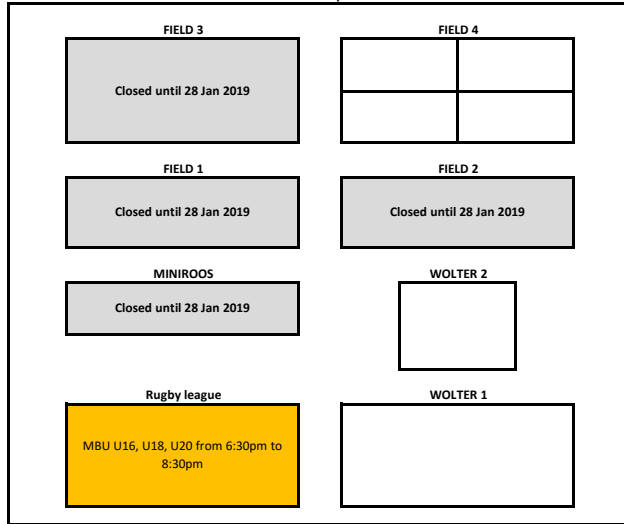 FIELD 3
FIELD 4
Closed until 28 Jan 2019
FIELD 1
FIELD 2
Closed until 28 Jan 2019
Closed until 28 Jan 2019
MINIROOS
WOLTER 2
Closed until 28 Jan 2019
Rugby league
WOLTER 1
MBU U16, U18, U20 from 6:30pm to
8:30pm